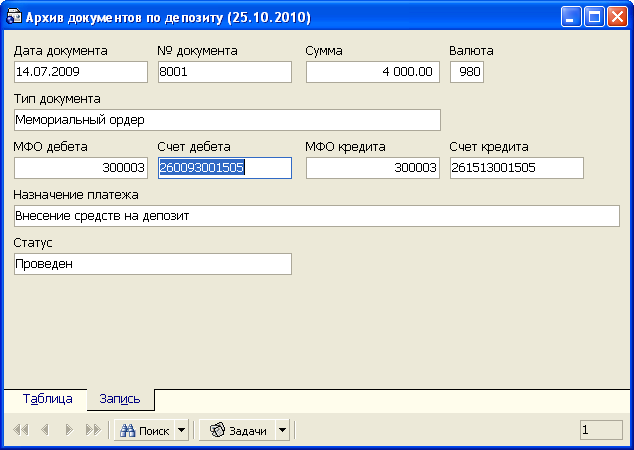 Архив документов по депозиту (25.10.2010)
Дата документа № документа Сумма Валюта
14.07.2009 8001 4 000.00 980
Тип документа
Мемориальный ордер
МФО дебета Счет дебета МФО кредита Счет кредита
300003 260093001505 300003 261513001505
Назначение платежа
Внесение средств на депозит
Статус
Проведен
Таблица Запись
Поиск Задачи 1